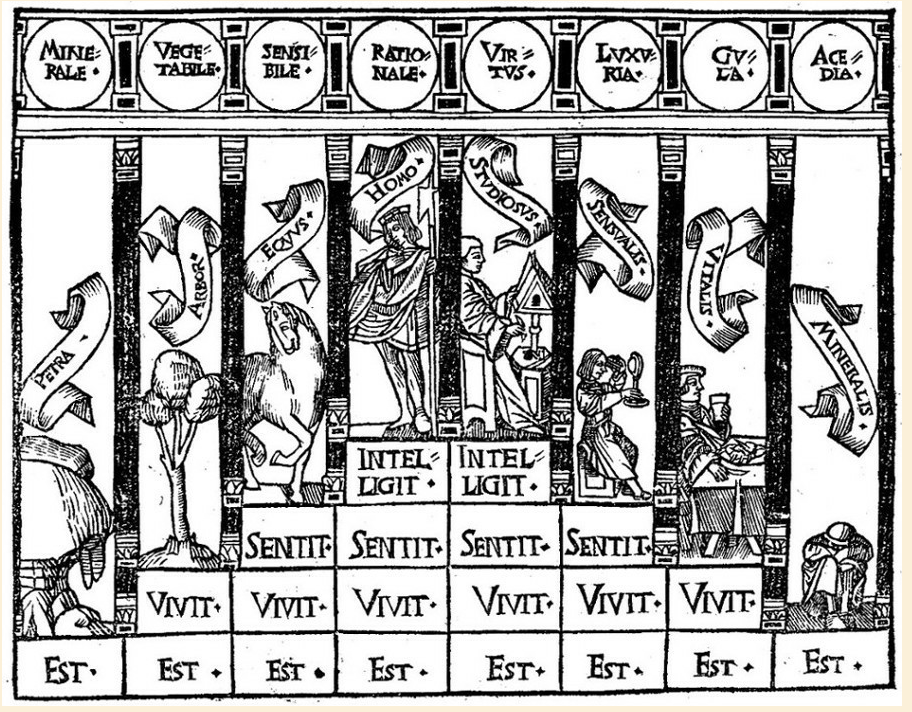 MINE=
RALE·
VEGE=
TABILE·
SENSI=
BILE·
RATIO=
NALE·
VIR=
TVS·
LVXV=
RIA·
GV=
LA·
ACE=
DIA·
PETRA
ARBOR·
EQVVS·
HOMO·
STVDIOSVS
SENSVALIS·
VITALIS·
MINERALIS·
INTEL=
LIGIT·
INTEL=
LIGIT·
SENTIT· SENTIT· SENTIT· SENTIT·
VIVIT· VIVIT· VIVIT· VIVIT· VIVIT· VIVIT·
EST· EST· EST· EST· EST· EST· EST· EST·